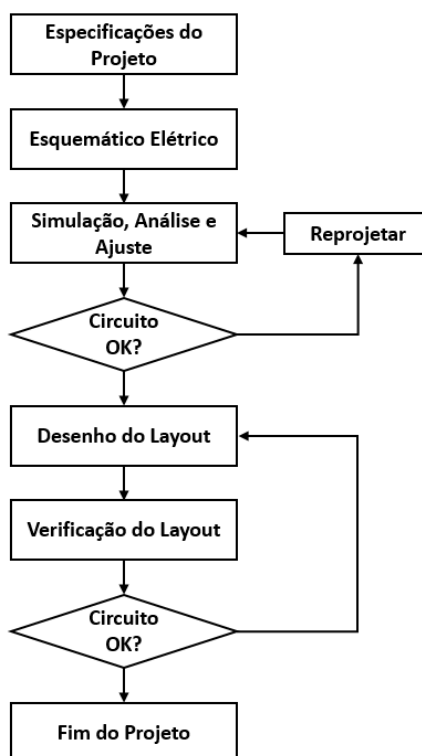 Especificações do
Projeto
Esquemático Elétrico
Simulação, Análise e
Ajuste
Reprojetar
Circuito
OK?
Desenho do Layout
Verificação do Layout
Circuito
OK?
Fim do Projeto